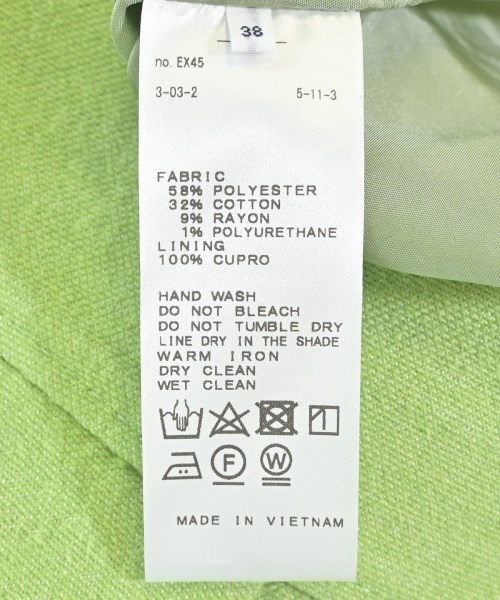 38
no. EX45
3-03-2 5-11-3
FABRIC
58% POLYESTER
32% COTTON
9% RAYON
1% POLYURETHANE
LINING
100% CUPRO
HAND WASH
DO NOT BLEACH
DO NOT TUMBLE DRY
LINE DRY IN THE SHADE
WARM IRON
DRY CLEAN
WET CLEAN
F W
MADE IN VIETNAM